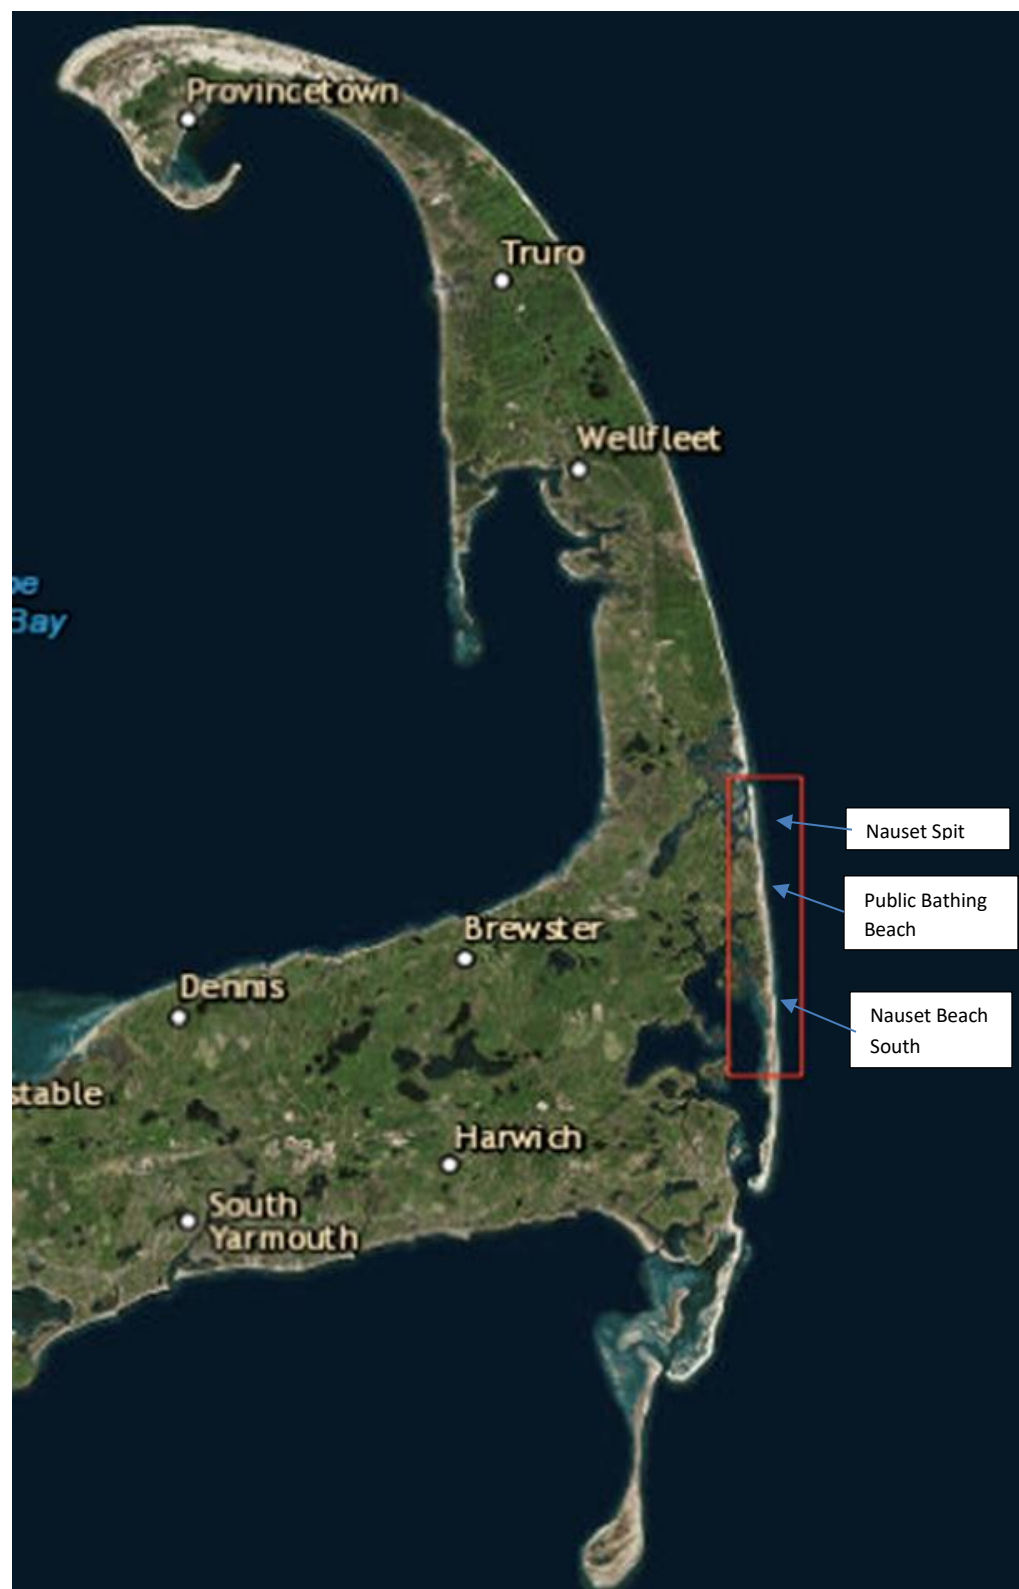 Provincetown
Truro
Wellfleet
Bay
Nauset Spit
Public Bathing
Beach
Brewster
Dennis
Nauset Beach
South
stable
Harwich
South
Yarmouth